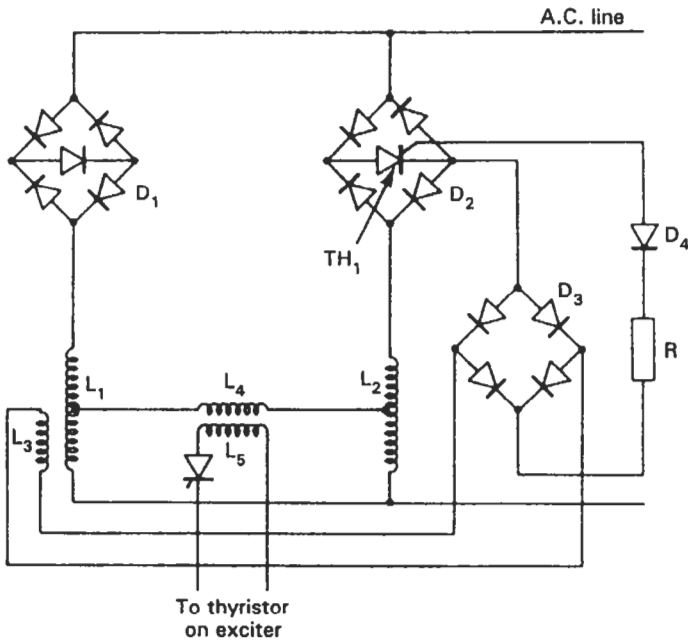 A.C. line
D1
D2
TH1
D4
D3
R
L1
L4
L2
L3
L5
To thyristor
on exciter